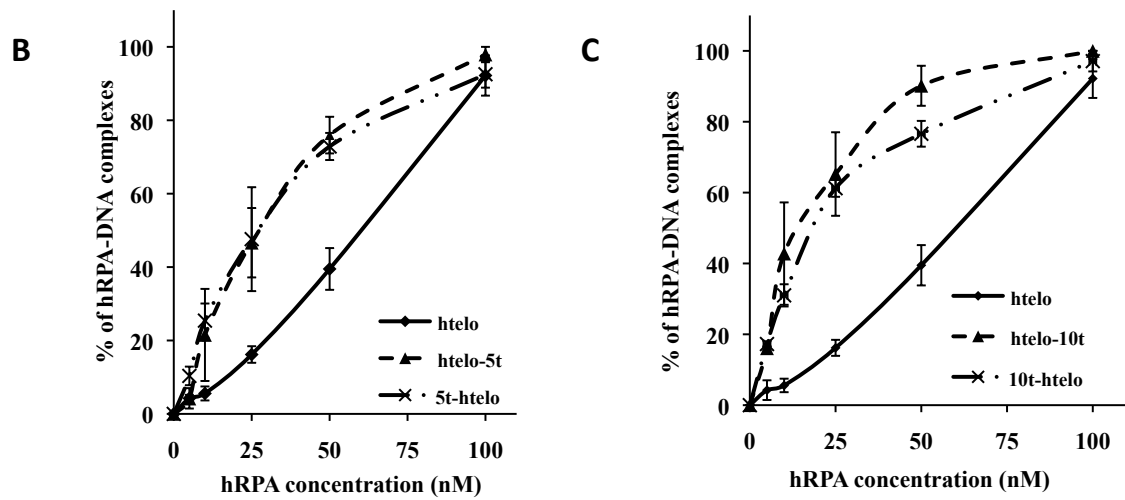 B
% of hRPA-DNA complexes
100
80
60
40
20
0
htelo
htelo-5t
5t-htelo
0 25 50 75 100
hRPA concentration (nM)
C
% of hRPA-DNA complexes
100
80
60
40
20
0
htelo
htelo-10t
10t-htelo
0 25 50 75 100
hRPA concentration (nM)